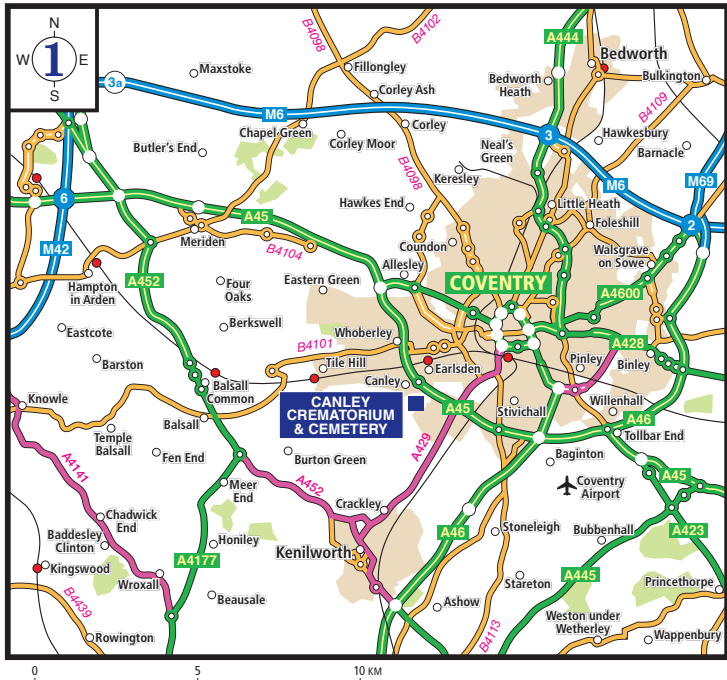 N
W 1 E
S
3a
Maxstoke
B4098
B4102
Fillongley
A444
Bedworth
Bedworth
Heath
Bulkington
Corley Ash
M6
Chapel Green
Corley
Corley Moor
Butler's End
3
B4109
Hawkesbury
Neal's
Green
Barnacle
B4098
Keresley
M6
M69
6
A45
Hawkes End
Little Heath
Foleshill
2
Meriden
M42
B4104
Coundon
Walsgrave
on Sowe
Allesley
Hampton
in Arden
A452
Four
Oaks
Eastern Green
COVENTRY
A4600
Eastcote
Berkswell
B4101
Whoberley
A428
Barston
Tile Hill
Earlsden
Pinley
Binley
Balsall
Common
Canley
Knowle
CANLEY
CREMATORIUM
& CEMETERY
A45
Stivichall
Willenhall
A46
Balsall
Temple
Balsall
Tollbar End
A429
Fen End
Burton Green
Baginton
A4141
A452
Meer
End
Coventry
Airport
A45
Crackley
Chadwick
End
Baddesley
Clinton
Stoneleigh
A46
Bubbenhall
A423
Honiley
Kenilworth
A4177
Kingswood
Wroxall
A445
Stareton
Princethorpe
B4439
Beausale
Ashow
Weston under
Wetherley
B4113
Rowington
Wappenbury
0 5 10 KM